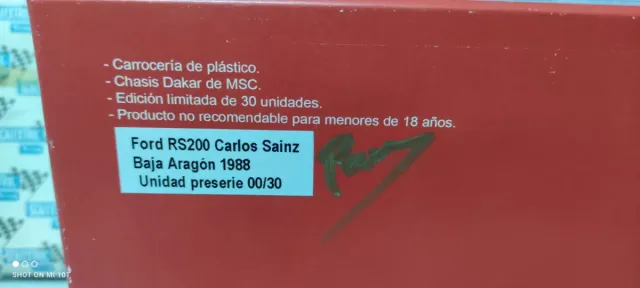 - Carrocería de plástico.
- Chasis Dakar de MSC.
- Edición limitada de 30 unidades.
- Producto no recomendable para menores de 18 años.
Ford RS200 Carlos Sainz
Baja Aragón 1988
Unidad preserie 00/30
SHOT ON MI 10T